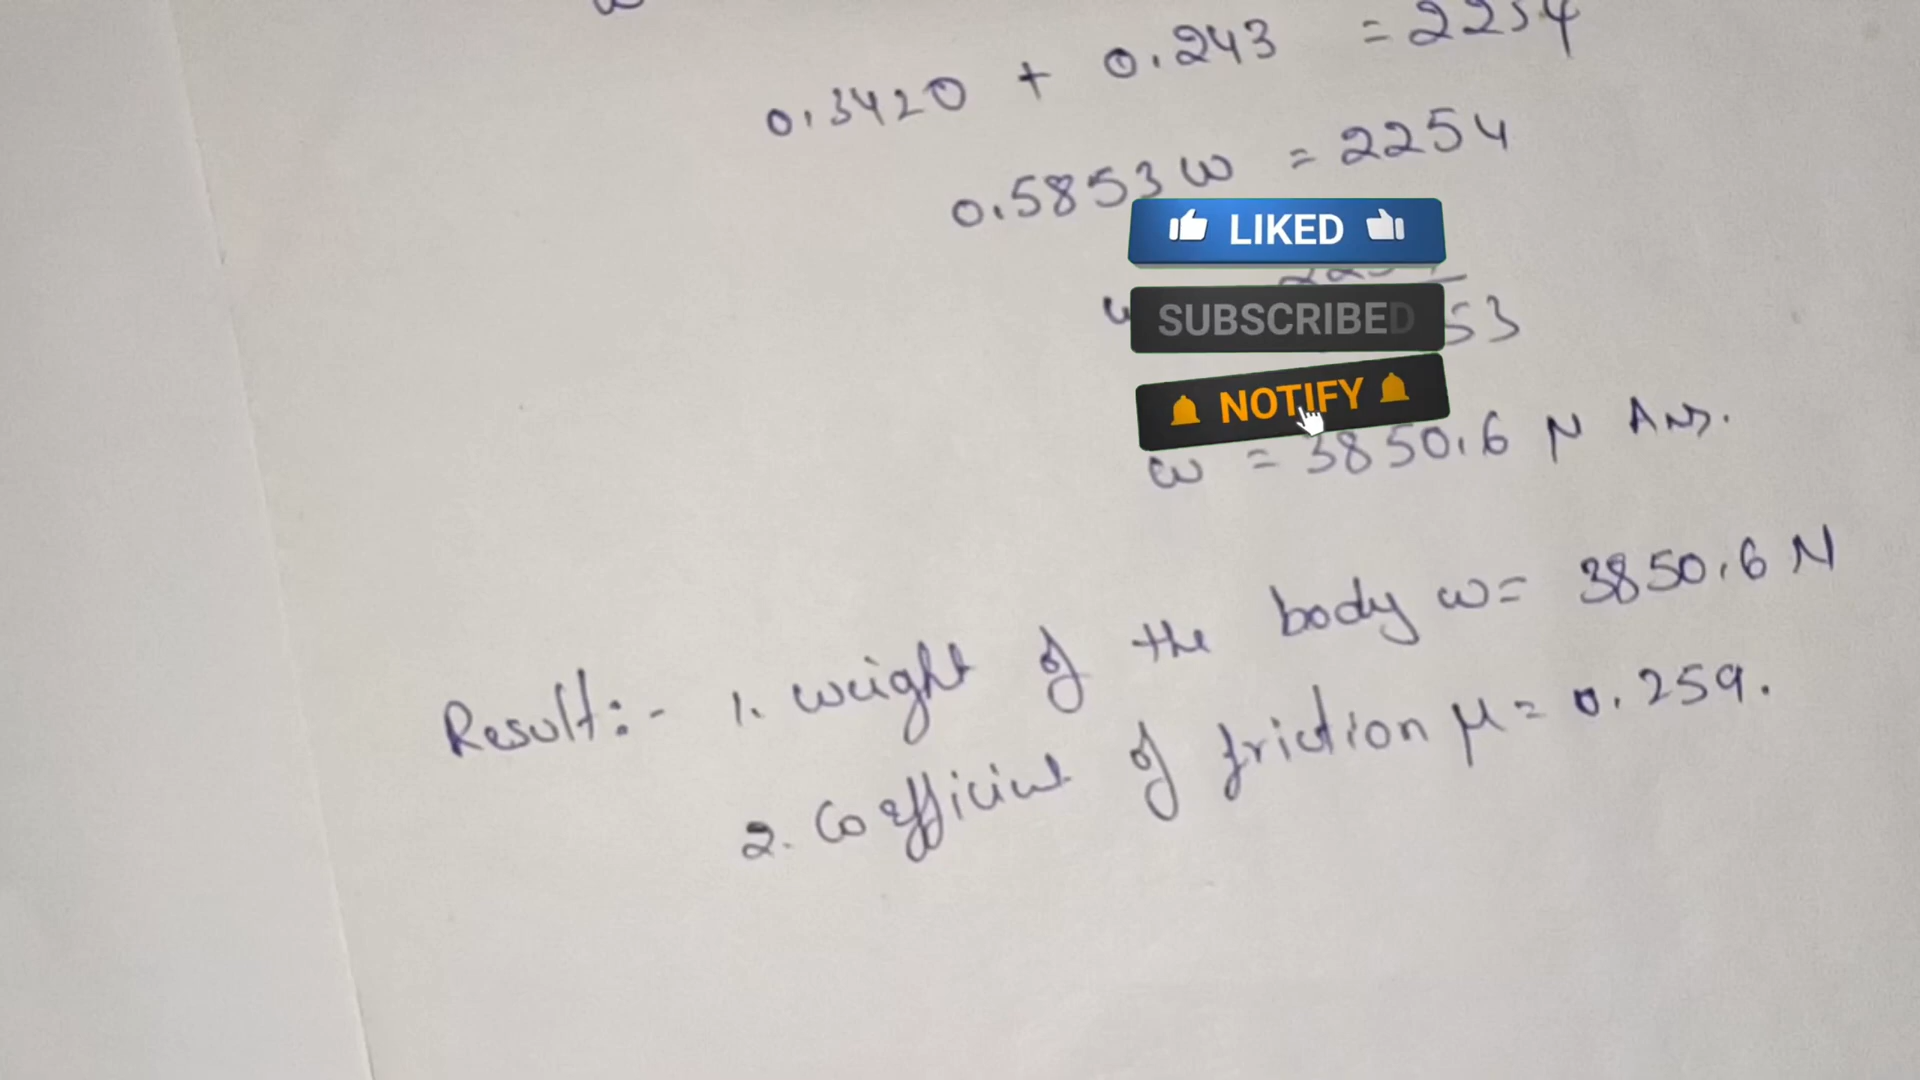 0.3420 + 0.243 = 2254
0.5853 w = 2254
LIKED
SUBSCRIBED
53
NOTIFY
w = 3850.6 N Ans.
Result:- 1. weight of the body w = 3850.6 N
2. Coefficient of friction μ = 0.259.